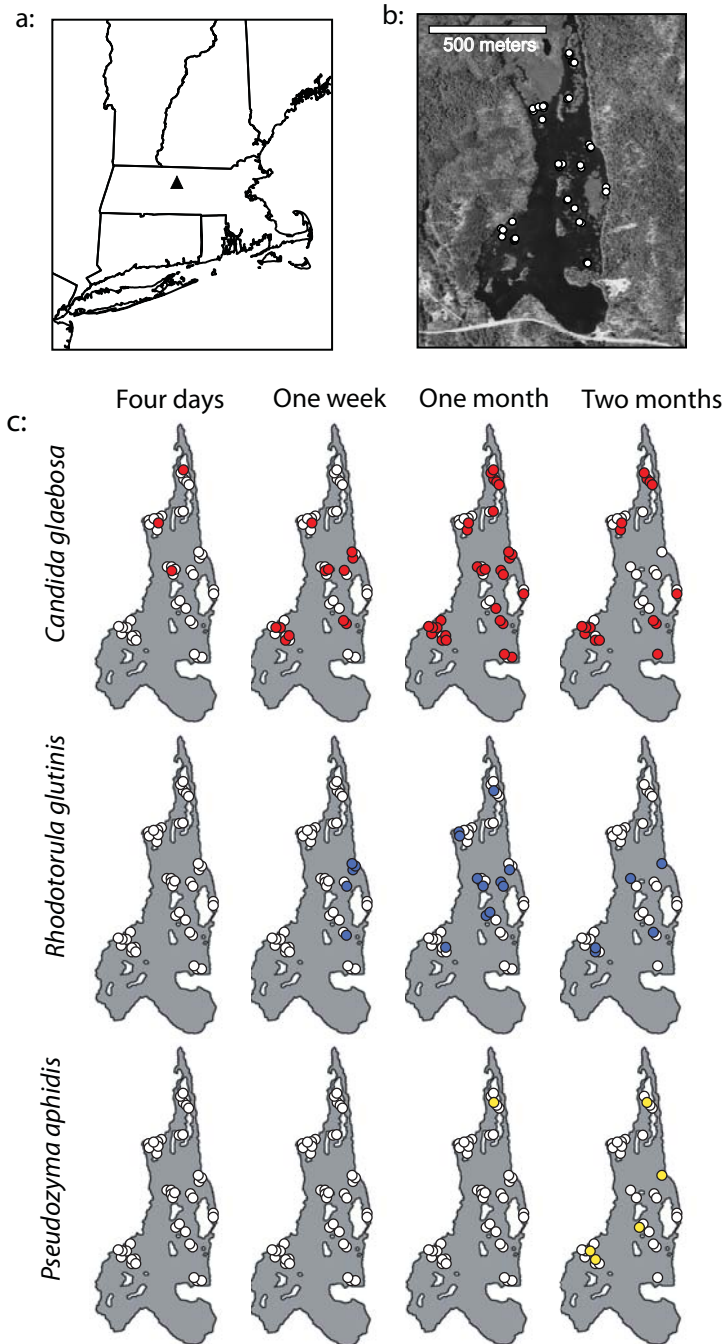 a:
b:
500 meters
c:
Four days One week One month Two months
Candida glaebosa
Rhodotorula glutinis
Pseudozyma aphidis